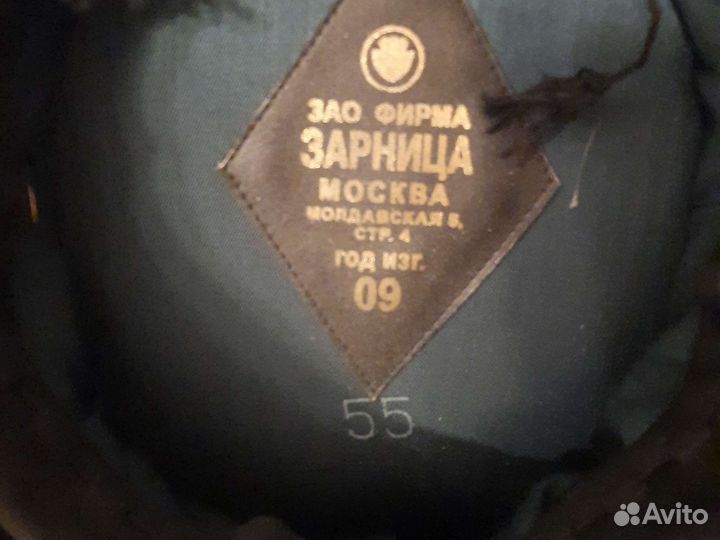 ЗАО ФИРМА
ЗАРНИЦА
МОСКВА
МОЛДАВСКАЯ 5,
СТР. 4
ГОД ИЗГ.
09
55
Avito